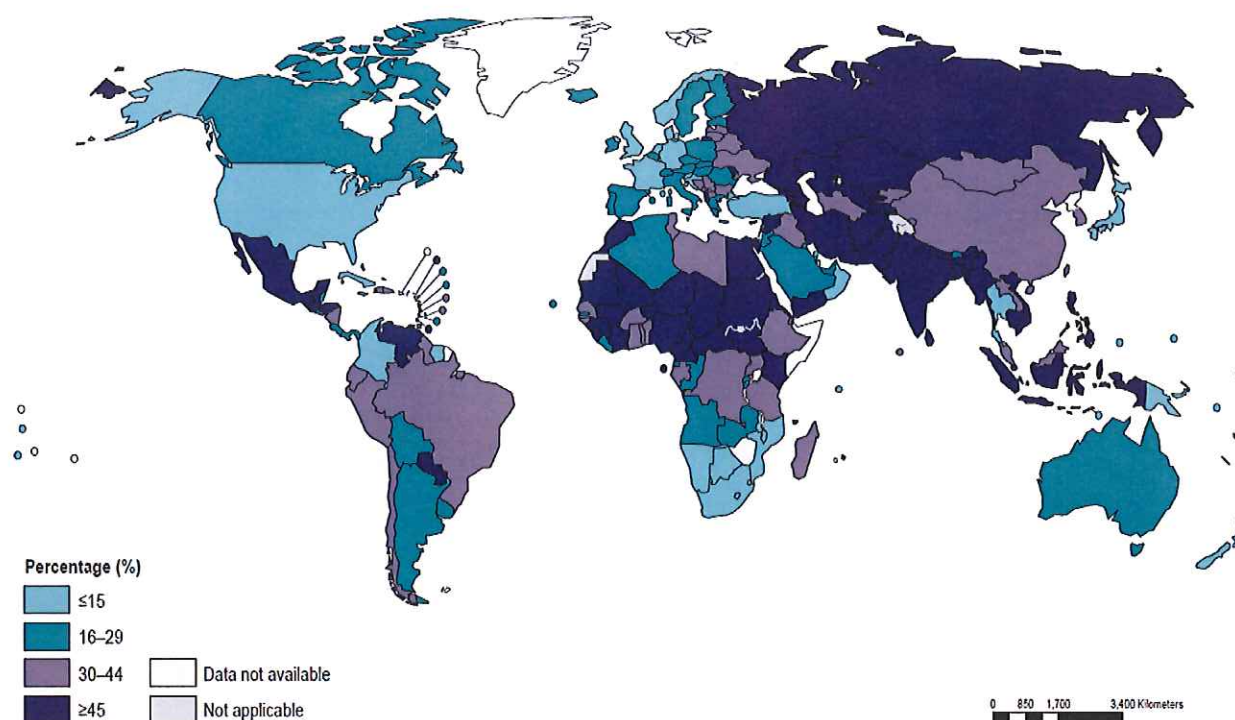 Percentage (%)
≤15
16–29
30–44 Data not available
≥45 Not applicable
0 850 1,700 3,400 Kilometers